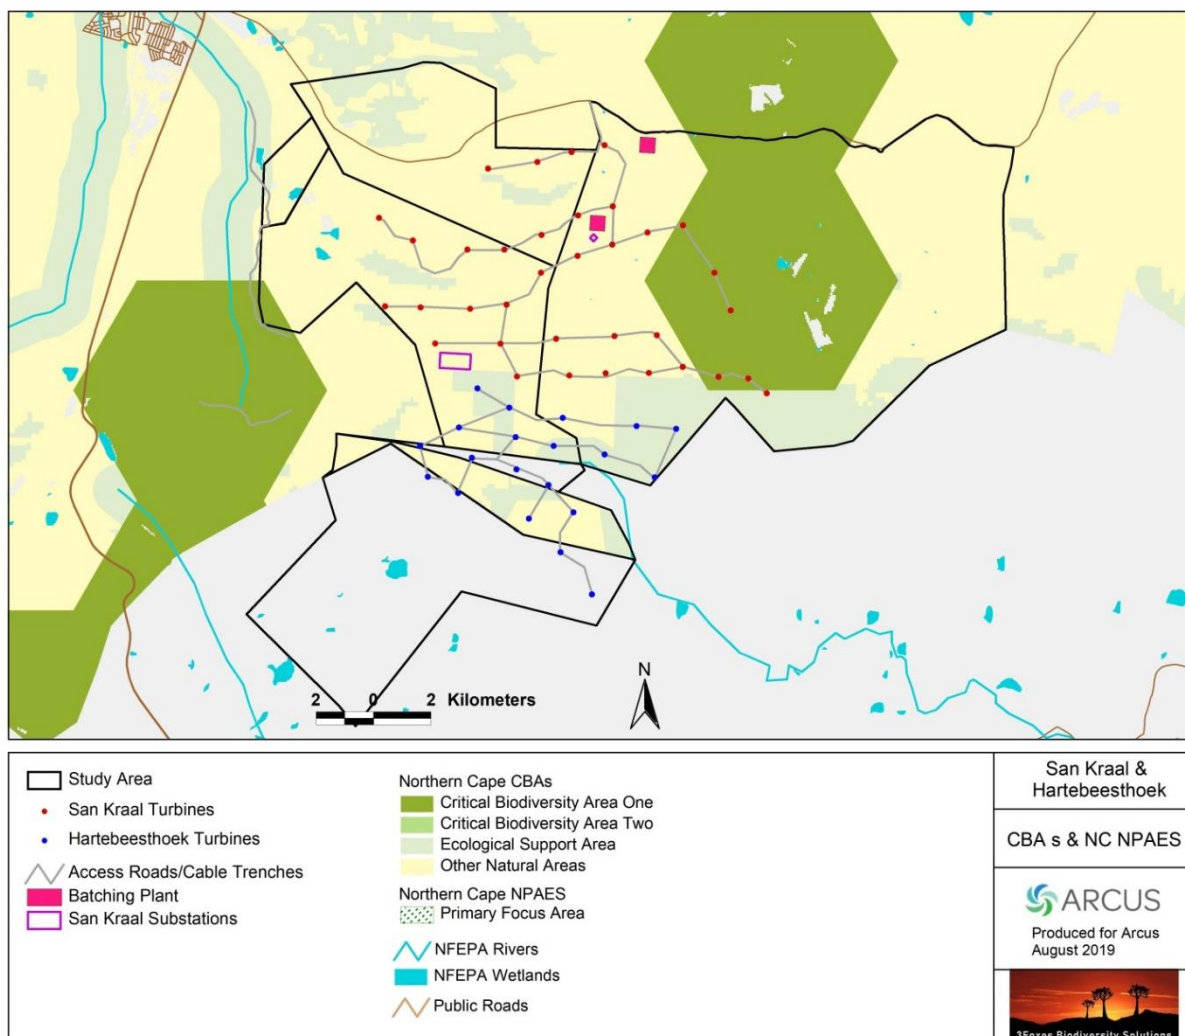 N
2 0 2 Kilometers
Study Area
San Kraal Turbines
Hartebeesthoek Turbines
Access Roads/Cable Trenches
Batching Plant
San Kraal Substations
Northern Cape CBAs
Critical Biodiversity Area One
Critical Biodiversity Area Two
Ecological Support Area
Other Natural Areas
Northern Cape NPAES
Primary Focus Area
NFEPA Rivers
NFEPA Wetlands
Public Roads
San Kraal &
Hartebeesthoek
CBA s & NC NPAES
ARCUS
Produced for Arcus
August 2019
3Foxes Biodiversity Solutions